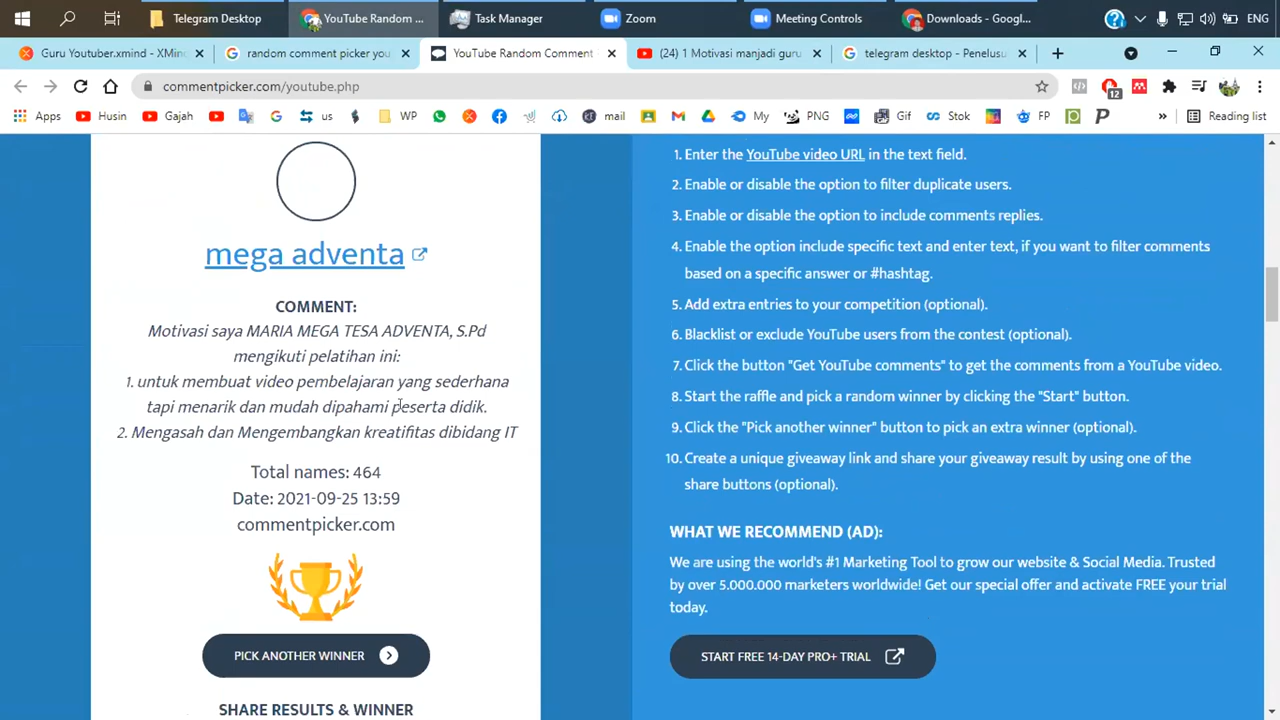 Telegram Desktop
YouTube Random ...
Task Manager
Zoom
Meeting Controls
Downloads - Googl...
ENG
Guru Youtuber.xmind - XMin
random comment picker you
YouTube Random Comment
(24) 1 Motivasi manjadi guru
telegram desktop - Penelusu
commentpicker.com/youtube.php
12
Apps
Husin
Gajah
us
WP
mail
My
PNG
Gif
Stok
FP
Reading list
mega adventa
COMMENT:
Motivasi saya MARIA MEGA TESA ADVENTA, S.Pd
mengikuti pelatihan ini:
1. untuk membuat video pembelajaran yang sederhana
tapi menarik dan mudah dipahami peserta didik.
2. Mengasah dan Mengembangkan kreatifitas dibidang IT
Total names: 464
Date: 2021-09-25 13:59
commentpicker.com
PICK ANOTHER WINNER
SHARE RESULTS & WINNER
1. Enter the YouTube video URL in the text field.
2. Enable or disable the option to filter duplicate users.
3. Enable or disable the option to include comments replies.
4. Enable the option include specific text and enter text, if you want to filter comments
based on a specific answer or #hashtag.
5. Add extra entries to your competition (optional).
6. Blacklist or exclude YouTube users from the contest (optional).
7. Click the button "Get YouTube comments" to get the comments from a YouTube video.
8. Start the raffle and pick a random winner by clicking the "Start" button.
9. Click the "Pick another winner" button to pick an extra winner (optional).
10. Create a unique giveaway link and share your giveaway result by using one of the
share buttons (optional).
WHAT WE RECOMMEND (AD):
We are using the world's #1 Marketing Tool to grow our website & Social Media. Trusted
by over 5.000.000 marketers worldwide! Get our special offer and activate FREE your trial
today.
START FREE 14-DAY PRO+ TRIAL